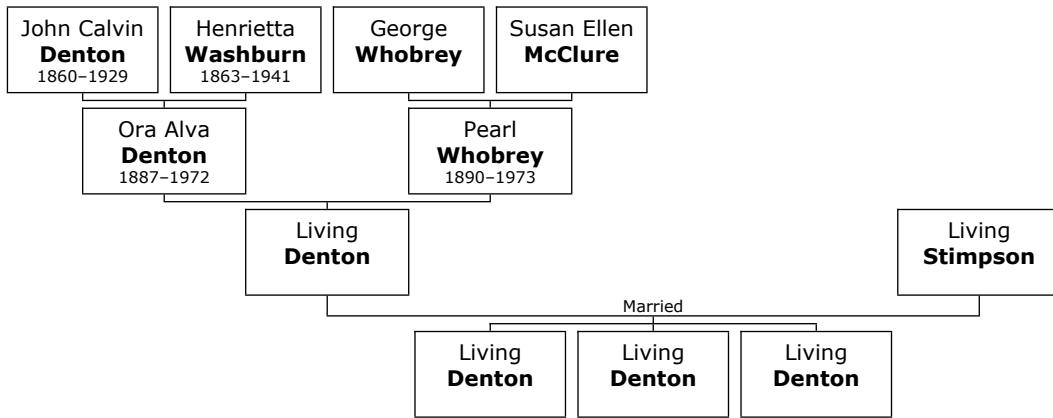 John Calvin
Denton
1860–1929
Henrietta
Washburn
1863–1941
George
Whobrey
Susan Ellen
McClure
Ora Alva
Denton
1887–1972
Pearl
Whobrey
1890–1973
Living
Denton
Living
Stimpson
Married
Living
Denton
Living
Denton
Living
Denton